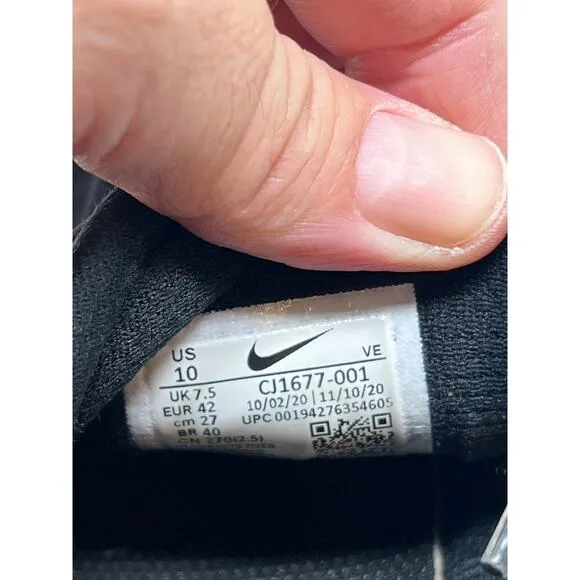 US VE
10 CJ1677-001
UK 7.5 10/02/20 | 11/10/20
EUR 42 UPC 00194276354605
cm 27
BR 40
CN 270(2.5)